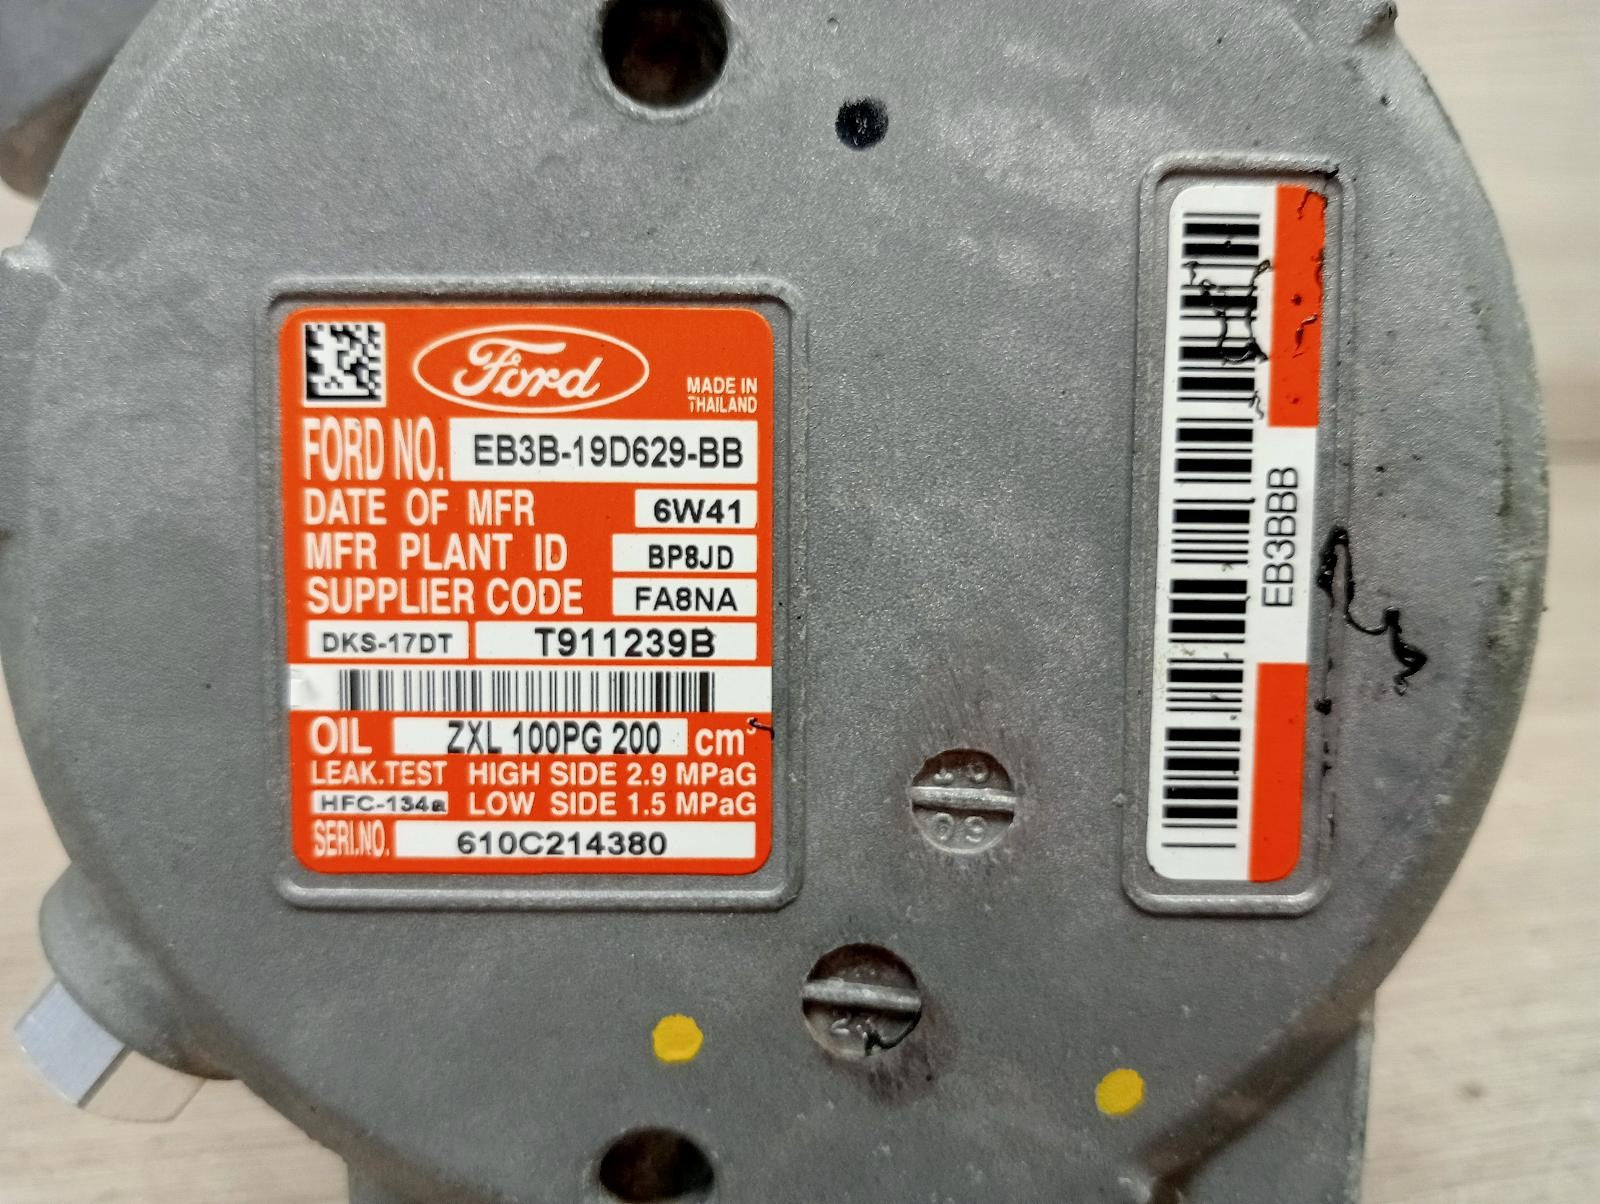 Ford
MADE IN
THAILAND
FORD NO. EB3B-19D629-BB
DATE OF MFR 6W41
MFR PLANT ID BP8JD
SUPPLIER CODE FA8NA
DKS-17DT T911239B
OIL ZXL 100PG 200 cm³
LEAK.TEST HIGH SIDE 2.9 MPaG
HFC-134a LOW SIDE 1.5 MPaG
SERI.NO. 610C214380
EB3BBB
09